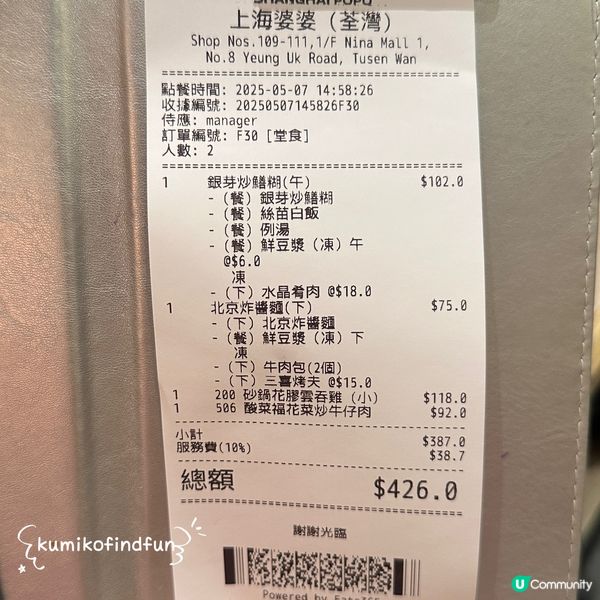 SHANGHAI POPO
上海婆婆（荃灣）
Shop Nos.109-111,1/F Nina Mall 1,
No.8 Yeung Uk Road, Tusen Wan
點餐時間: 2025-05-07 14:58:26
收據編號: 20250507145826F30
侍應: manager
訂單編號: F30 [堂食]
人數: 2
1 銀芽炒鱔糊(午) $102.0
- (餐) 銀芽炒鱔糊
- (餐) 絲苗白飯
- (餐) 例湯
- (餐) 鮮豆漿（凍）午
@$6.0
凍
- (下) 水晶肴肉 @$18.0
1 北京炸醬麵(下) $75.0
- (下) 北京炸醬麵
- (餐) 鮮豆漿（凍）下
凍
- (下) 牛肉包(2個)
- (下) 三喜烤夫 @$15.0
1 200 砂鍋花膠雲吞雞（小） $118.0
1 506 酸菜福花菜炒牛仔肉 $92.0
小計 $387.0
服務費(10%) $38.7
總額 $426.0
謝謝光臨
Powered by Eats365
kumikofindfun
U Community